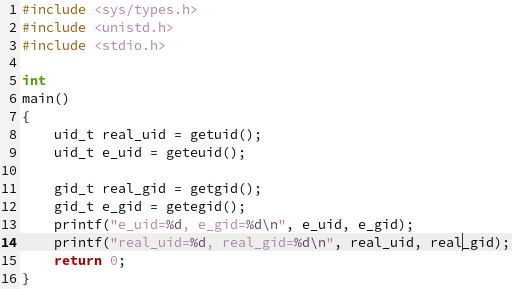 1 #include <sys/types.h>
2 #include <unistd.h>
3 #include <stdio.h>
4
5 int
6 main()
7 {
8     uid_t real_uid = getuid();
9     uid_t e_uid = geteuid();
10
11     gid_t real_gid = getgid();
12     gid_t e_gid = getegid();
13     printf("e_uid=%d, e_gid=%d\n", e_uid, e_gid);
14     printf("real_uid=%d, real_gid=%d\n", real_uid, real_gid);
15     return 0;
16 }